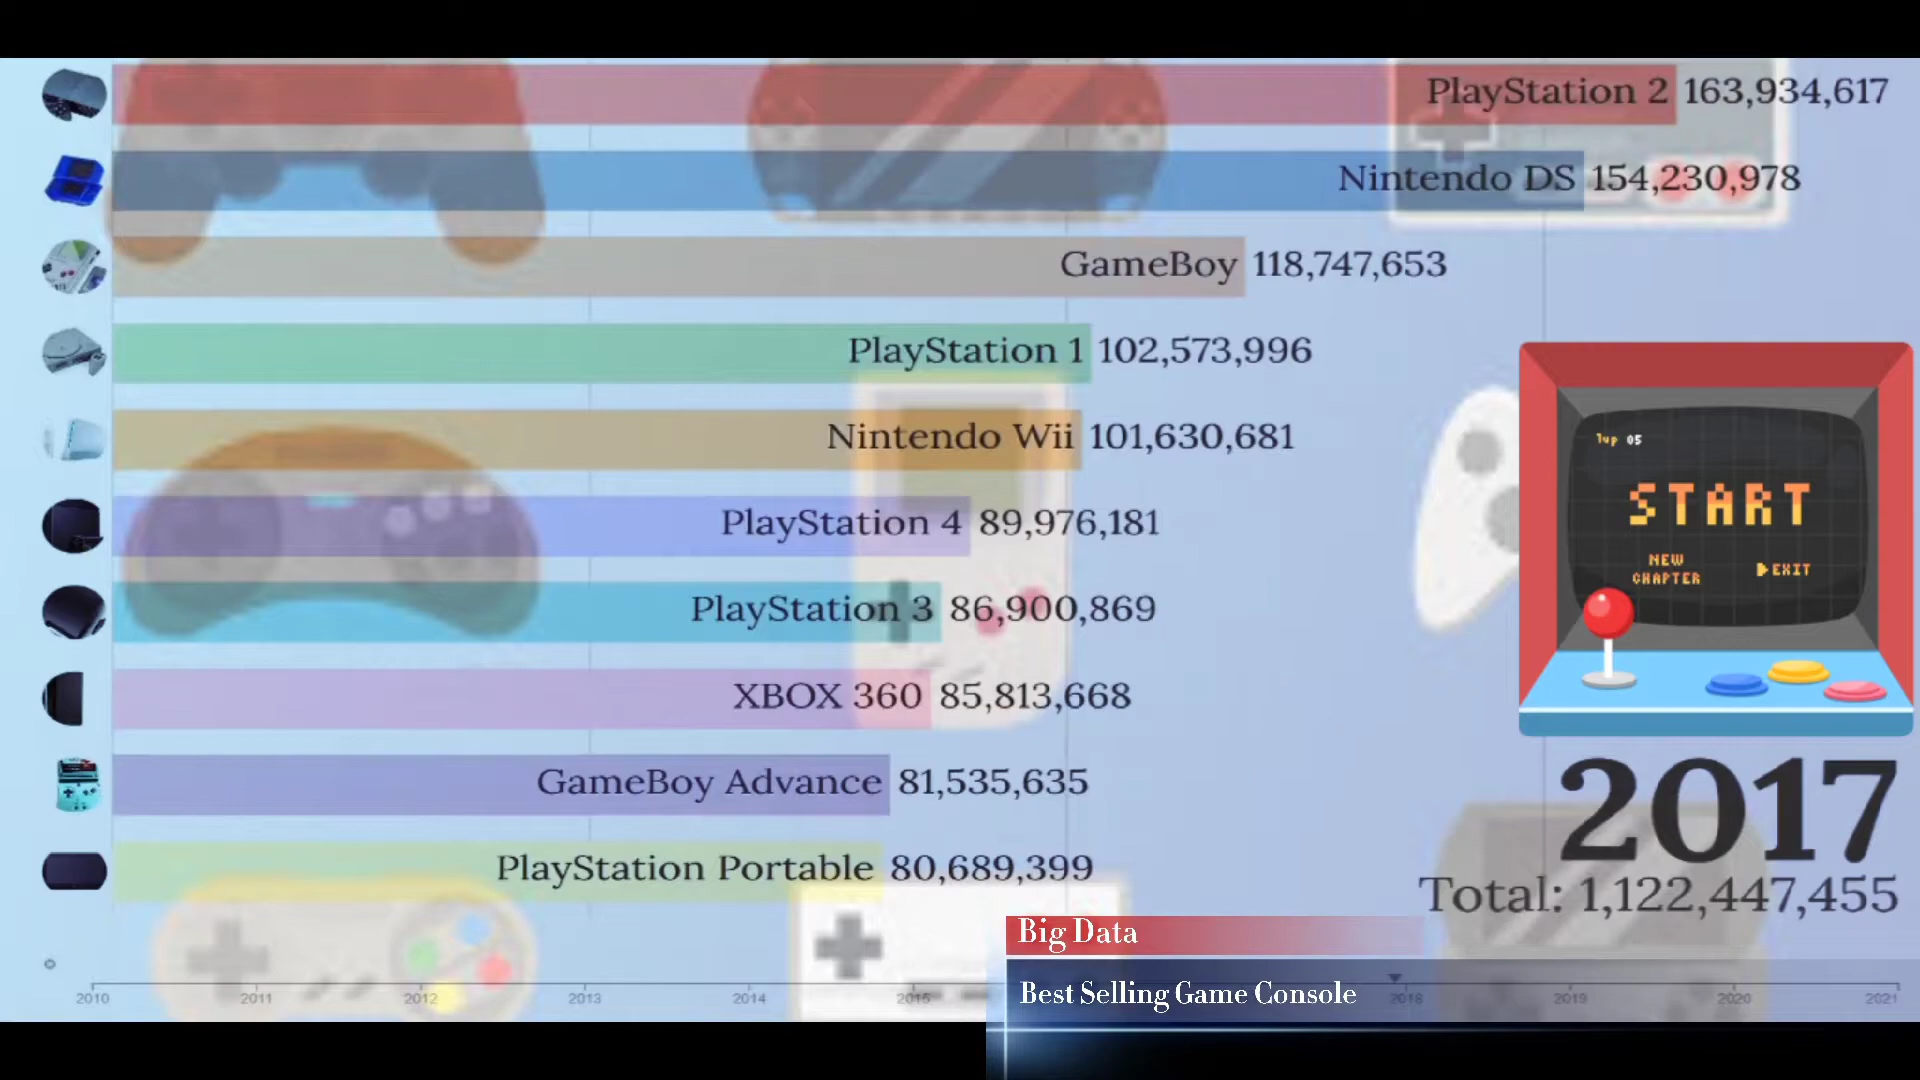 PlayStation 2 163,934,617
Nintendo DS 154,230,978
GameBoy 118,747,653
PlayStation 1 102,573,996
Nintendo Wii 101,630,681
PlayStation 4 89,976,181
PlayStation 3 86,900,869
XBOX 360 85,813,668
GameBoy Advance 81,535,635
PlayStation Portable 80,689,399
1up 05
START
NEW
CHAPTER
EXIT
2017
Total: 1,122,447,455
Big Data
Best Selling Game Console
2010 2011 2012 2013 2014 2015 2018 2019 2020 2021